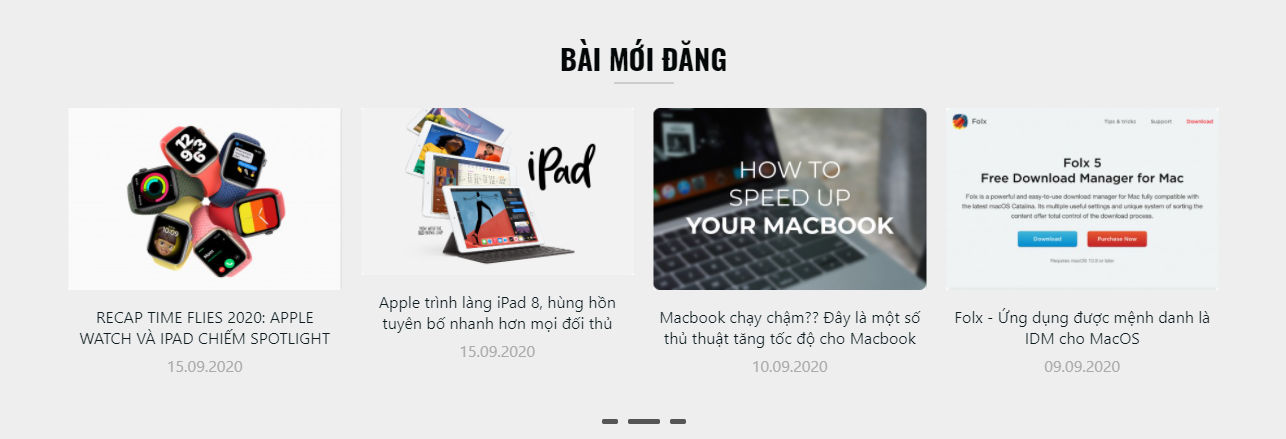 BÀI MỚI ĐĂNG
RECAP TIME FLIES 2020: APPLE
WATCH VÀ IPAD CHIẾM SPOTLIGHT
15.09.2020
iPad
Apple trình làng iPad 8, hùng hồn
tuyên bố nhanh hơn mọi đối thủ
15.09.2020
HOW TO
SPEED UP
YOUR MACBOOK
Macbook chạy chậm?? Đây là một số
thủ thuật tăng tốc độ cho Macbook
10.09.2020
Folx
Tips & tricks
Support
Download
Folx 5
Free Download Manager for Mac
Folx is a powerful and easy-to-use download manager for Mac fully compatible with
the latest macOS Catalina. Its multiple useful settings and unique system of sorting the
content offer total control of the download process.
Download
Purchase Now
Requires macOS 10.9 or later
Folx - Ứng dụng được mệnh danh là
IDM cho MacOS
09.09.2020